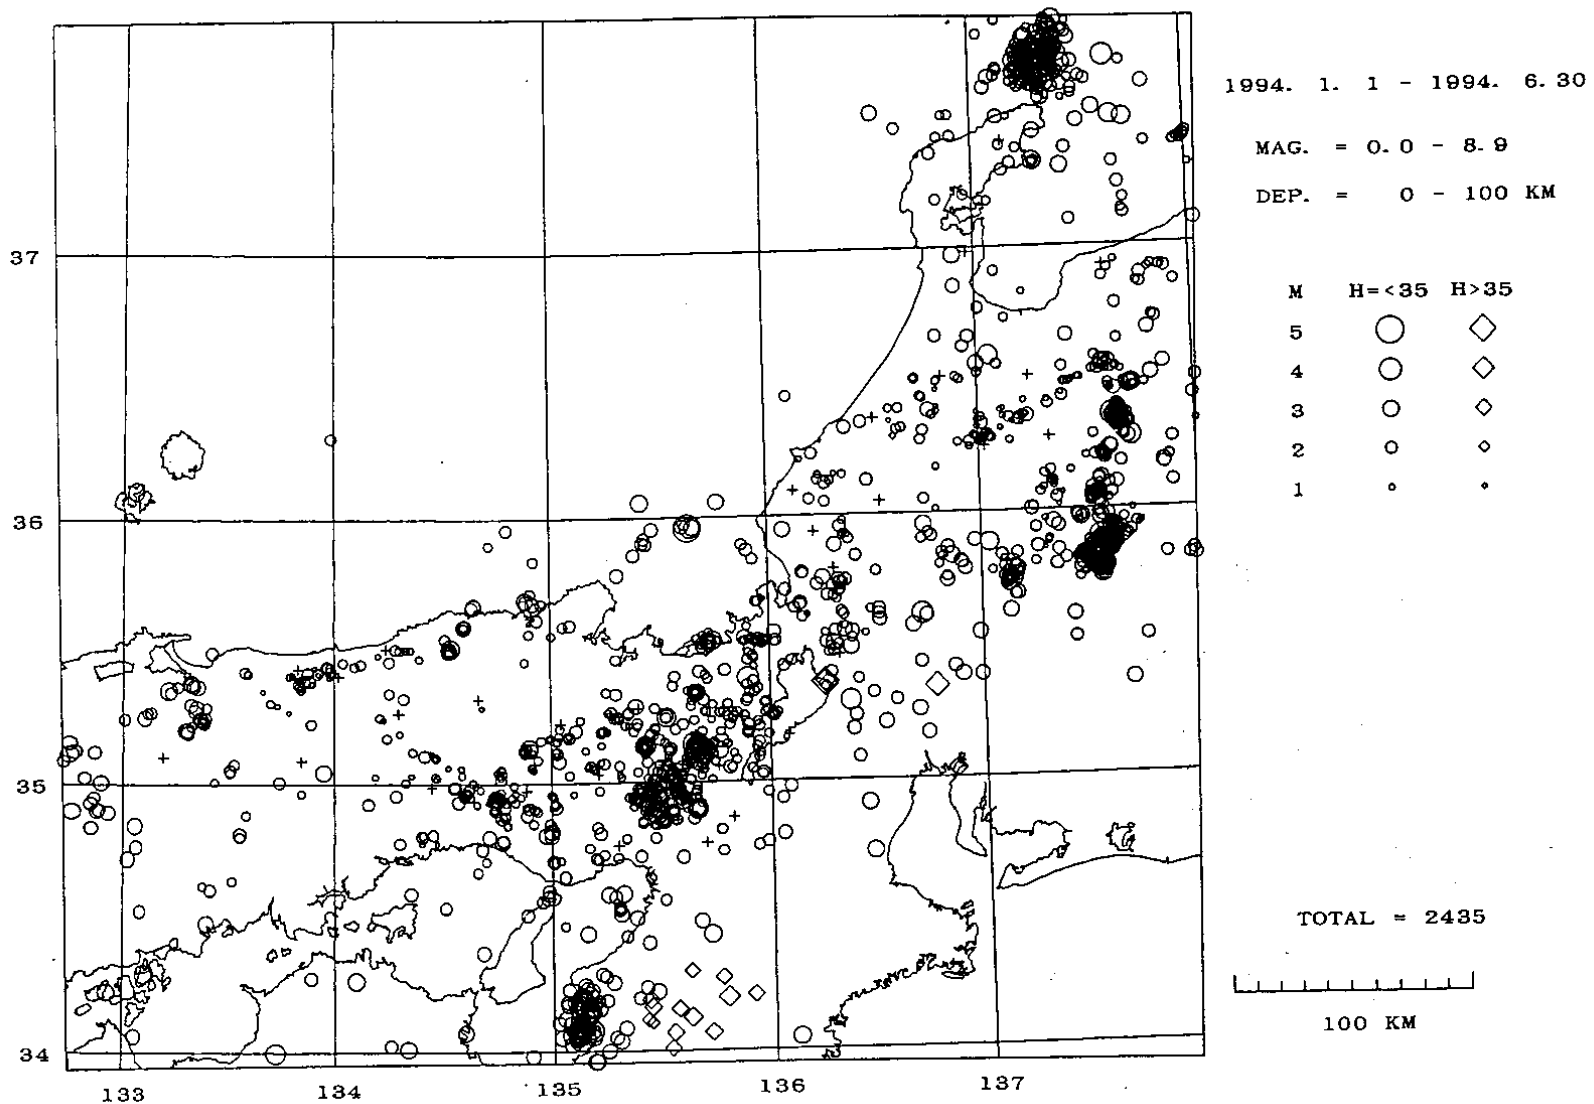 1994. 1. 1 - 1994. 6. 30
MAG. = 0. 0 - 8. 9
DEP. = 0 - 100 KM
M H=<35 H>35
5
4
3
2
1
TOTAL = 2435
100 KM
37
36
35
34
133 134 135 136 137